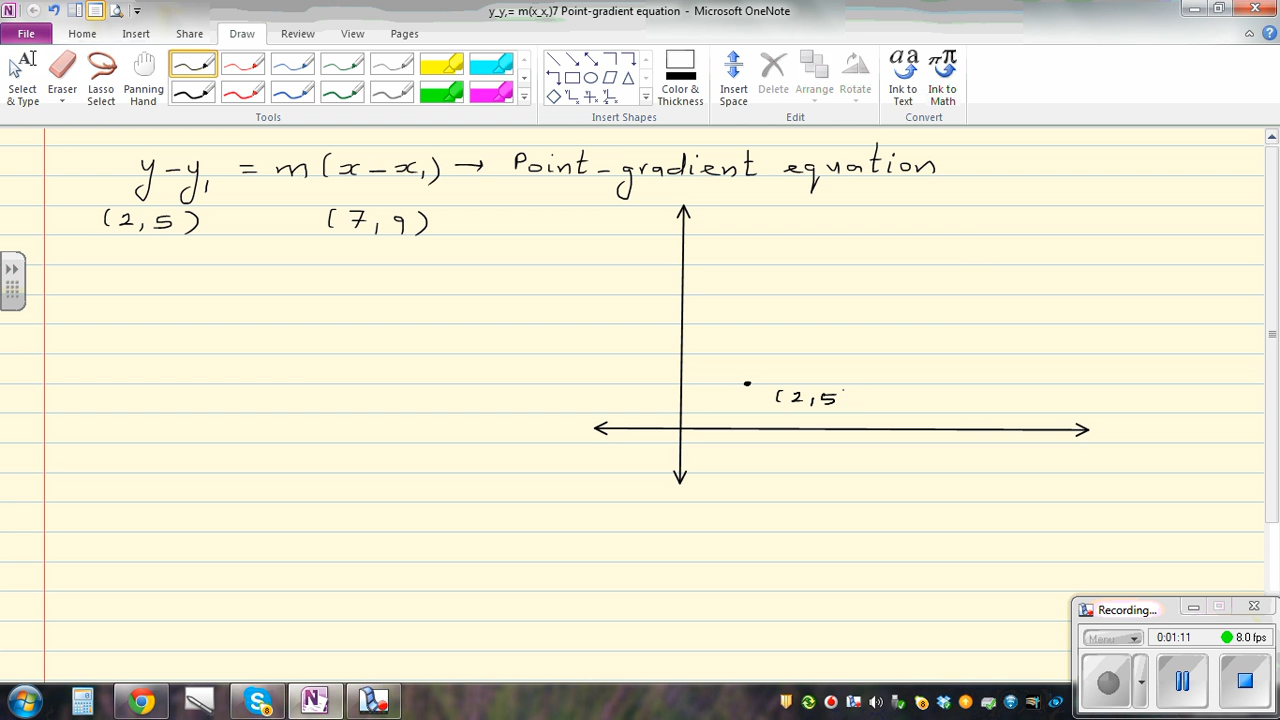 y_y,= m(x_x,)7 Point-gradient equation - Microsoft OneNote
File Home Insert Share Draw Review View Pages
Select & Type
Eraser
Lasso Select
Panning Hand
Color & Thickness
Insert Space
Delete
Arrange
Rotate
Ink to Text
Ink to Math
Tools
Insert Shapes
Edit
Convert
y-y₁ = m(x-x₁) → Point-gradient equation
(2,5) (7,9)
(2,5
Recording...
Menu 0:01:11 8.0 fps